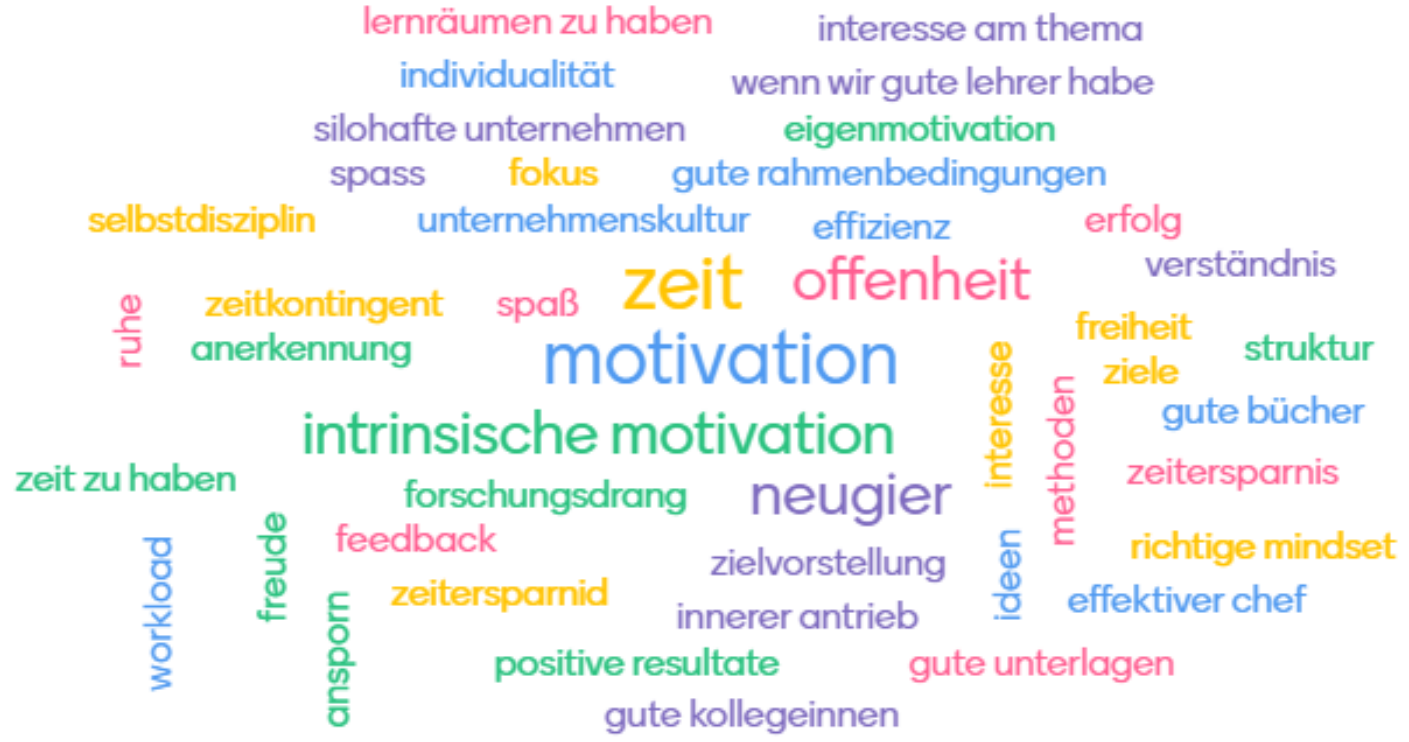 lernräumen zu haben
interesse am thema
individualität
wenn wir gute lehrer habe
silohafte unternehmen
eigenmotivation
spass
fokus
gute rahmenbedingungen
selbstdisziplin
unternehmenskultur
effizienz
erfolg
zeit
offenheit
verständnis
ruhe
zeitkontingent
spaß
freiheit
anerkennung
motivation
struktur
interesse
ziele
methoden
gute bücher
intrinsische motivation
zeit zu haben
forschungsdrang
neugier
zeitersparnis
workload
freude
feedback
zielvorstellung
ideen
richtige mindset
ansporn
zeitersparnid
innerer antrieb
effektiver chef
positive resultate
gute unterlagen
gute kollegeinnen